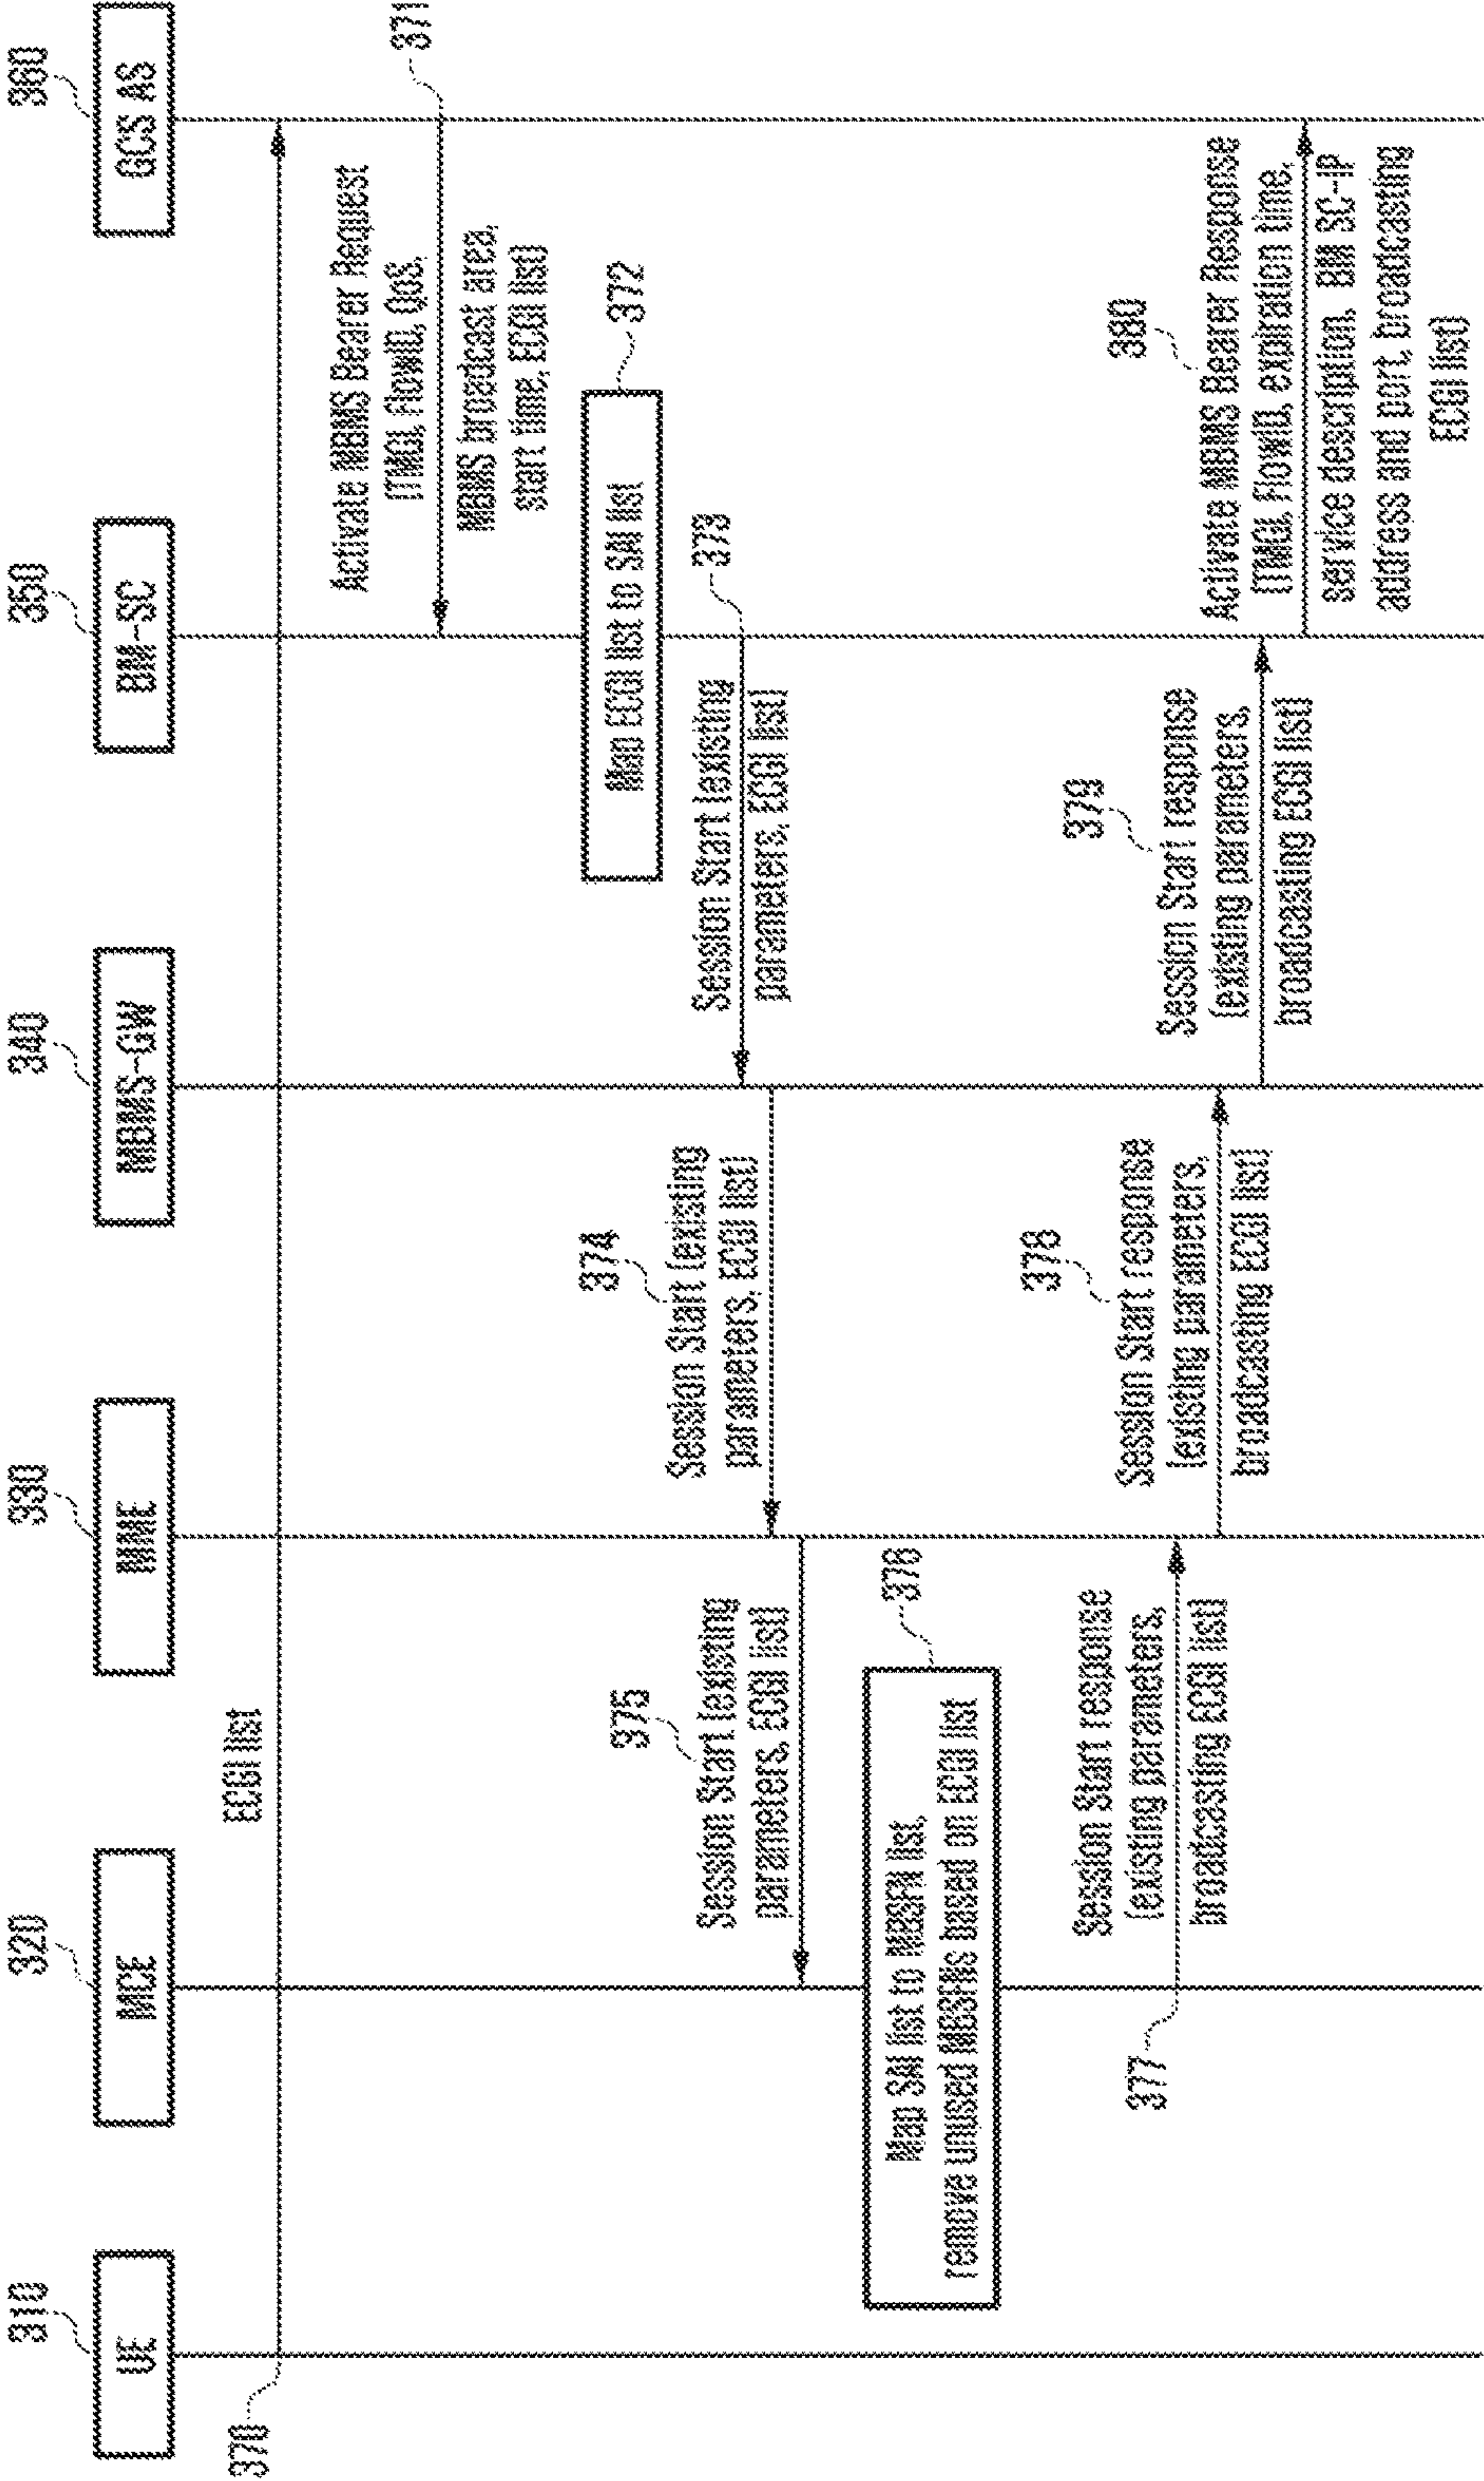 310
UE
320
MCE
330
MME
340
MBMS-GW
350
BM-SC
360
GCS AS
370
ECGI list
371
Activate MBMS Bearer Request
(TMGI, FlowID, QoS,
MBMS broadcast area,
start time, ECGI list)
372
Map ECGI list to SAI list
373
Session Start (existing
parameters, ECGI list)
374
Session Start (existing
parameters, ECGI list)
375
Session Start (existing
parameters, ECGI list)
376
Map SAI list to MBSFN list,
remove unused MBSFNs based on ECGI list
377
Session Start response
(existing parameters,
broadcasting ECGI list)
378
Session Start response
(existing parameters,
broadcasting ECGI list)
379
Session Start response
(existing parameters,
broadcasting ECGI list)
380
Activate MBMS Bearer Response
(TMGI, FlowID, expiration time,
service description, BM SC-IP
address and port, broadcasting
ECGI list)